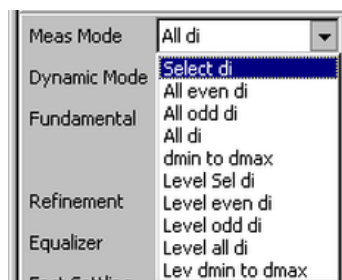 Meas Mode All di
Dynamic Mode Select di
All even di
Fundamental All odd di
All di
dmin to dmax
Level Sel di
Refinement Level even di
Level odd di
Equalizer Level all di
Lev dmin to dmax